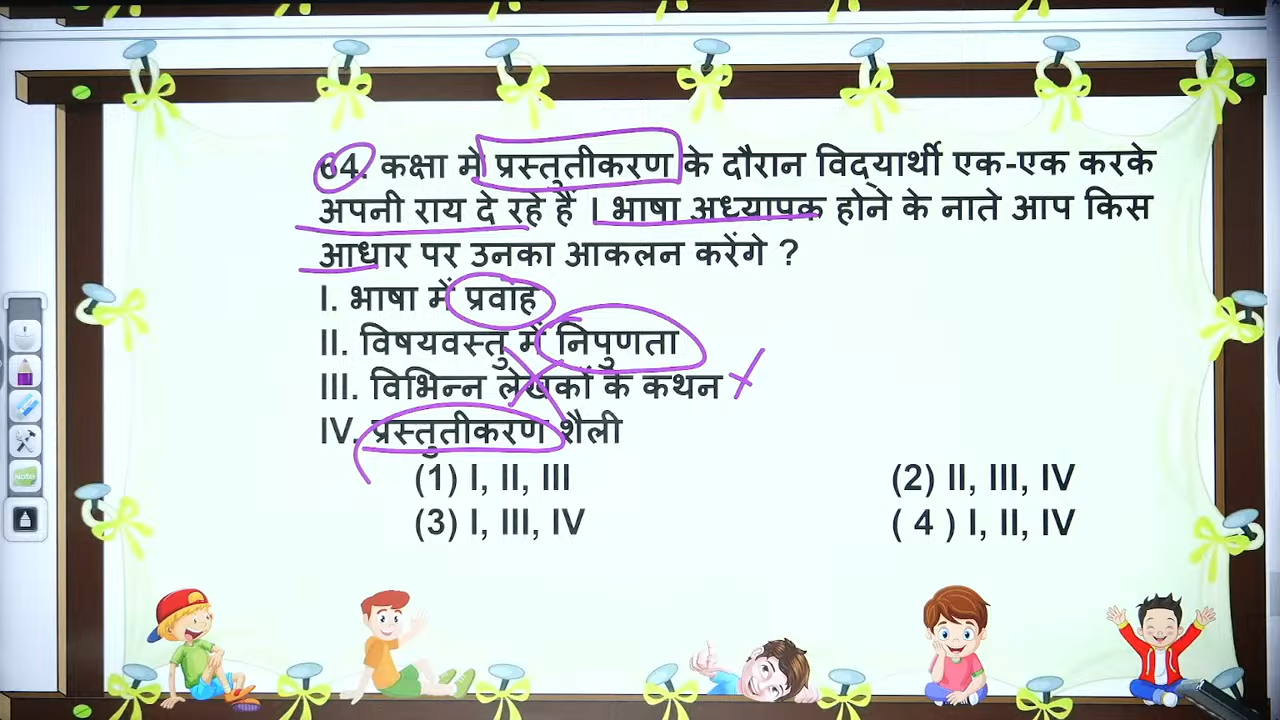 64. कक्षा में प्रस्तुतीकरण के दौरान विद्यार्थी एक-एक करके
अपनी राय दे रहे हैं । भाषा अध्यापक होने के नाते आप किस
आधार पर उनका आकलन करेंगे ?
I. भाषा में प्रवाह
II. विषयवस्तु में निपुणता
III. विभिन्न लेखकों के कथन
IV. प्रस्तुतीकरण शैली
(1) I, II, III (2) II, III, IV
(3) I, III, IV ( 4 ) I, II, IV
NOTE